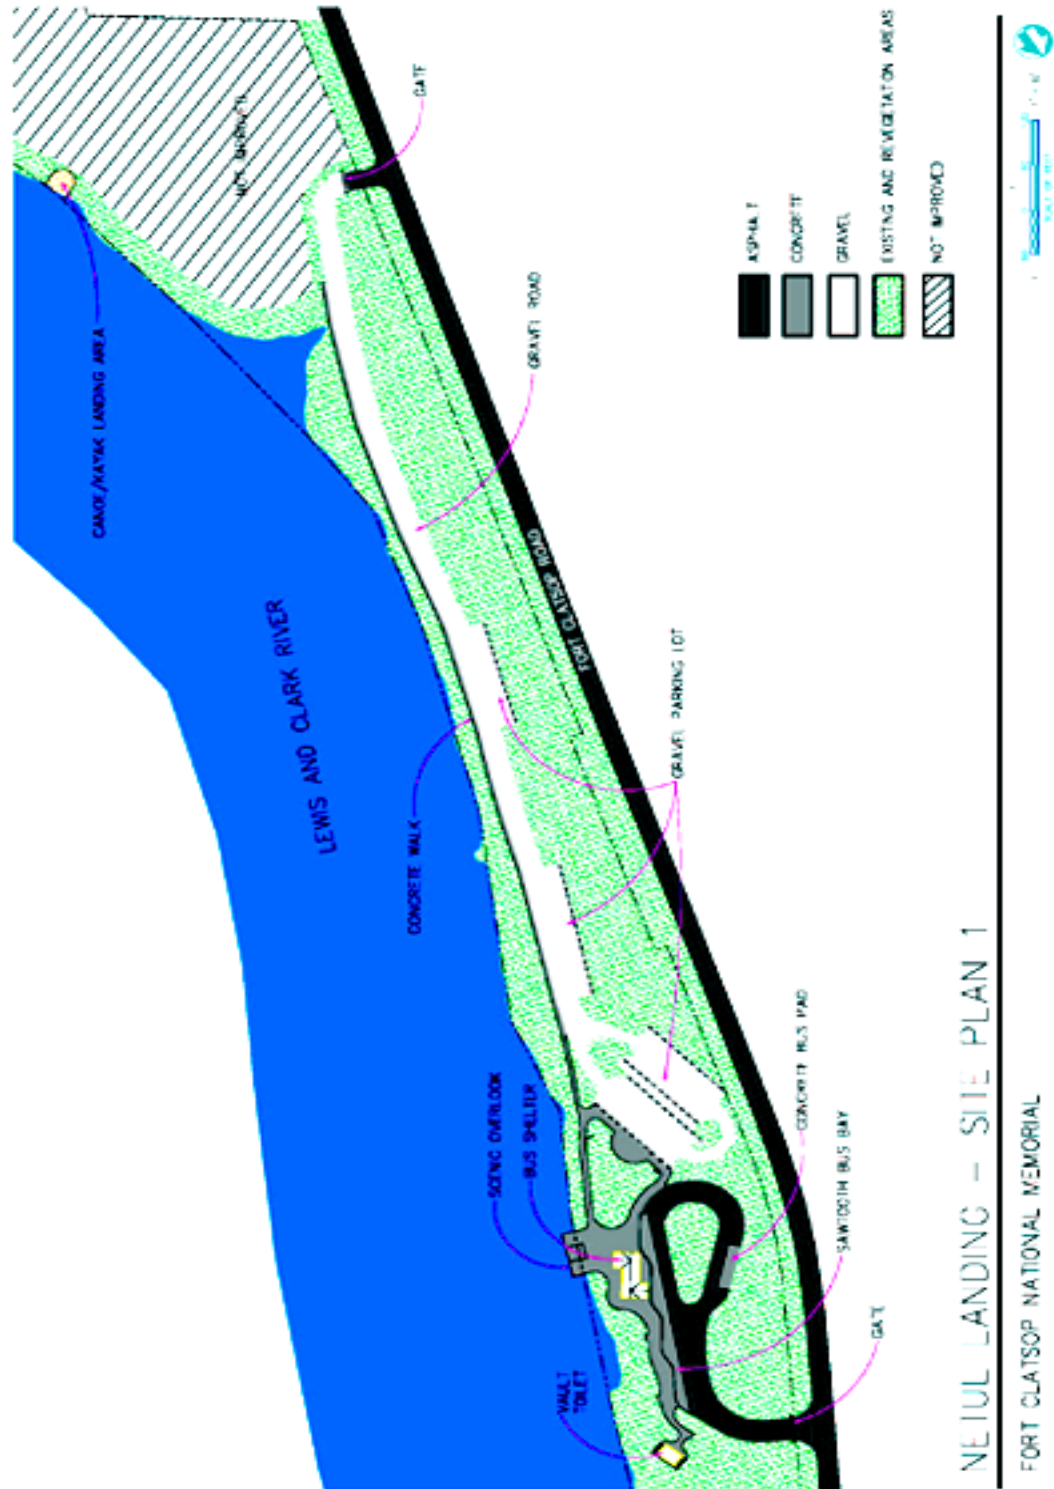 NETUL LANDING – SITE PLAN 1
FORT CLATSOP NATIONAL MEMORIAL
VAULT
TOILET
SCENIC OVERLOOK
BUS SHELTER
CONCRETE WALK
LEWIS AND CLARK RIVER
CANOE/KAYAK LANDING AREA
NOT IMPROVED
GATE
GRAVEL ROAD
FORT CLATSOP ROAD
GRAVEL PARKING LOT
CONCRETE BUS PAD
SAWTOOTH BUS BAY
GATE
ASPHALT
CONCRETE
GRAVEL
EXISTING AND REVEGETATION AREAS
NOT IMPROVED